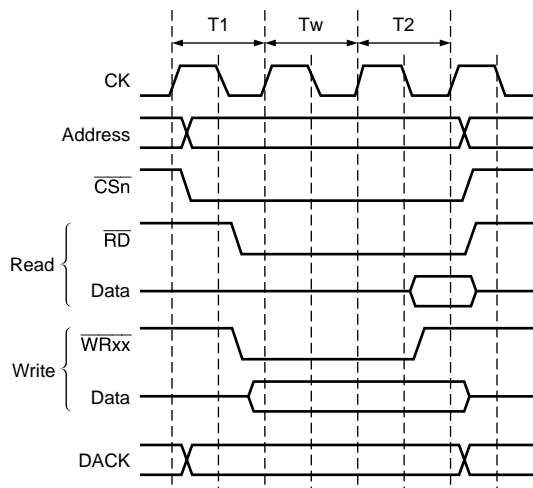 T1 Tw T2
CK
Address
CSn
RD
Read
Data
WRxx
Write
Data
DACK